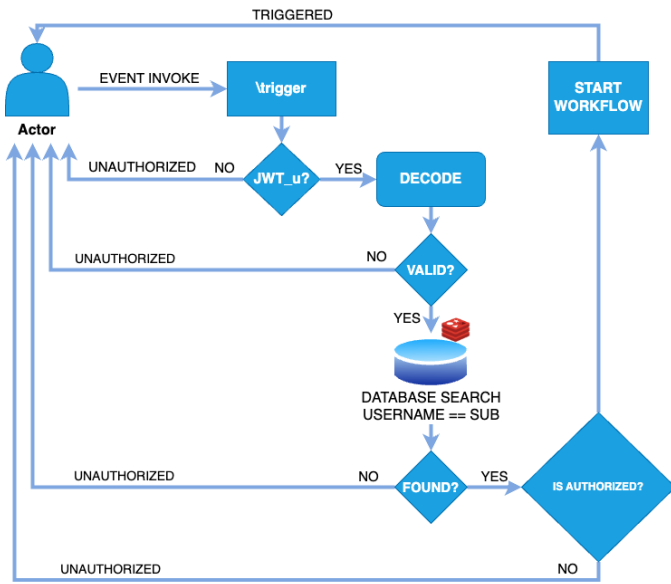 TRIGGERED
EVENT INVOKE
\trigger
START
WORKFLOW
Actor
UNAUTHORIZED
NO
JWT_u?
YES
DECODE
UNAUTHORIZED
NO
VALID?
YES
DATABASE SEARCH
USERNAME == SUB
UNAUTHORIZED
NO
FOUND?
YES
IS AUTHORIZED?
UNAUTHORIZED
NO